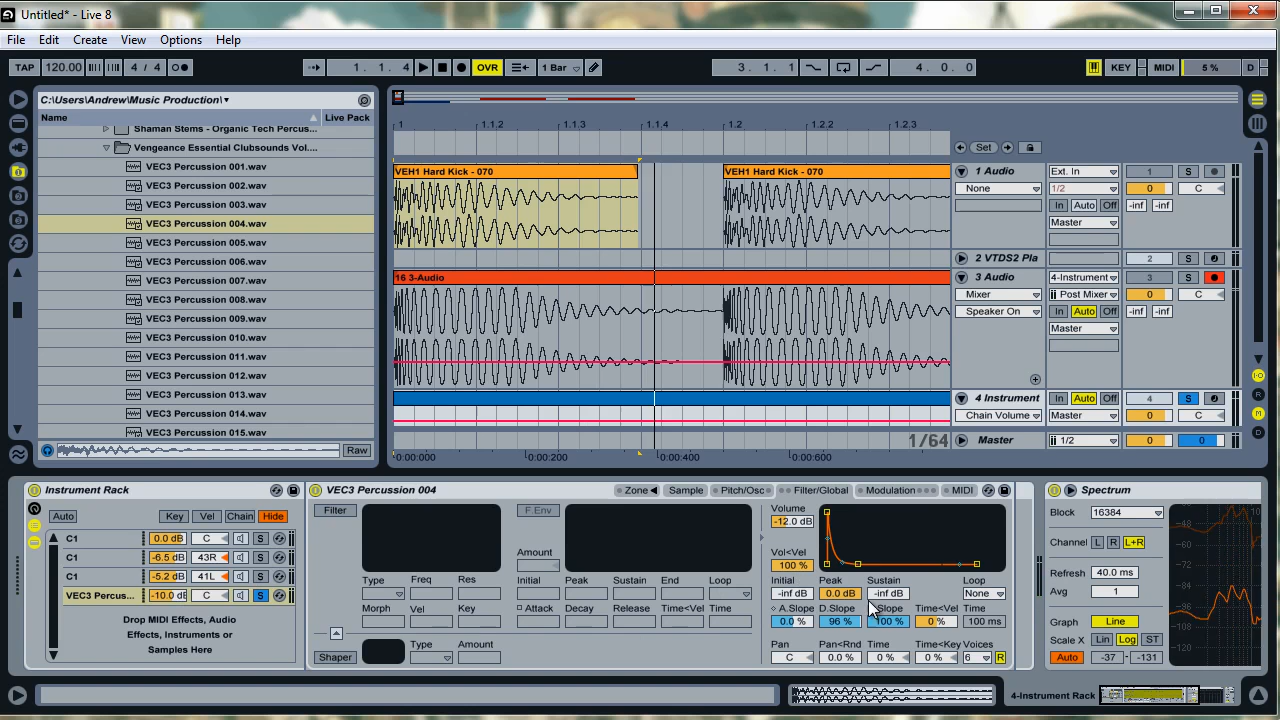 Untitled* - Live 8
File Edit Create View Options Help
TAP 120.00 4 / 4 1. 1. 4 OVR 1 Bar 3. 1. 1 4. 0. 0 KEY MIDI 5 % D
C:\Users\Andrew\Music Production\
Name Live Pack
Shaman Stems - Organic Tech Percus...
Vengeance Essential Clubsounds Vol....
VEC3 Percussion 001.wav
VEC3 Percussion 002.wav
VEC3 Percussion 003.wav
VEC3 Percussion 004.wav
VEC3 Percussion 005.wav
VEC3 Percussion 006.wav
VEC3 Percussion 007.wav
VEC3 Percussion 008.wav
VEC3 Percussion 009.wav
VEC3 Percussion 010.wav
VEC3 Percussion 011.wav
VEC3 Percussion 012.wav
VEC3 Percussion 013.wav
VEC3 Percussion 014.wav
VEC3 Percussion 015.wav
Raw
1 1.1.2 1.1.3 1.1.4 1.2 1.2.2 1.2.3
Set
VEH1 Hard Kick - 070 VEH1 Hard Kick - 070
1 Audio Ext. In 1 S
None 1/2 0 C
In Auto Off -inf -inf
Master
2 VTDS2 Pla 2 S
16 3-Audio
3 Audio 4-Instrument 3 S
Mixer Post Mixer 0 C
Speaker On In Auto Off -inf -inf
Master
4 Instrument In Auto Off 4 S
Chain Volume Master 0 C
1/64 Master 1/2 0 0
0:00:000 0:00:200 0:00:400 0:00:600
I-O
R
M
D
Instrument Rack
Auto Key Vel Chain Hide
C1 0.0 dB C S
C1 -6.5 dB 43R S
C1 -5.2 dB 41L S
VEC3 Percus... -10.0 dB C S
Drop MIDI Effects, Audio
Effects, Instruments or
Samples Here
VEC3 Percussion 004 Zone Sample Pitch/Osc Filter/Global Modulation MIDI
Filter F.Env Volume
-12.0 dB
Amount Vol<Vel
100 %
Type Freq Res Initial Peak Sustain End Loop Initial Peak Sustain Loop
-inf dB 0.0 dB -inf dB None
Morph Vel Key Attack Decay Release Time<Vel Time A.Slope D.Slope Slope Time<Vel Time
0.0 % 96 % 100 % 0 % 100 ms
Shaper Type Amount Pan Pan<Rnd Time Time<Key Voices
C 0.0 % 0 % 0 % 6 R
Spectrum
Block 16384
Channel L R L+R
Refresh 40.0 ms
Avg 1
Graph Line
Scale X Lin Log ST
Auto -37 - -131
10
-40
-60
-80
-100
-120
4-Instrument Rack